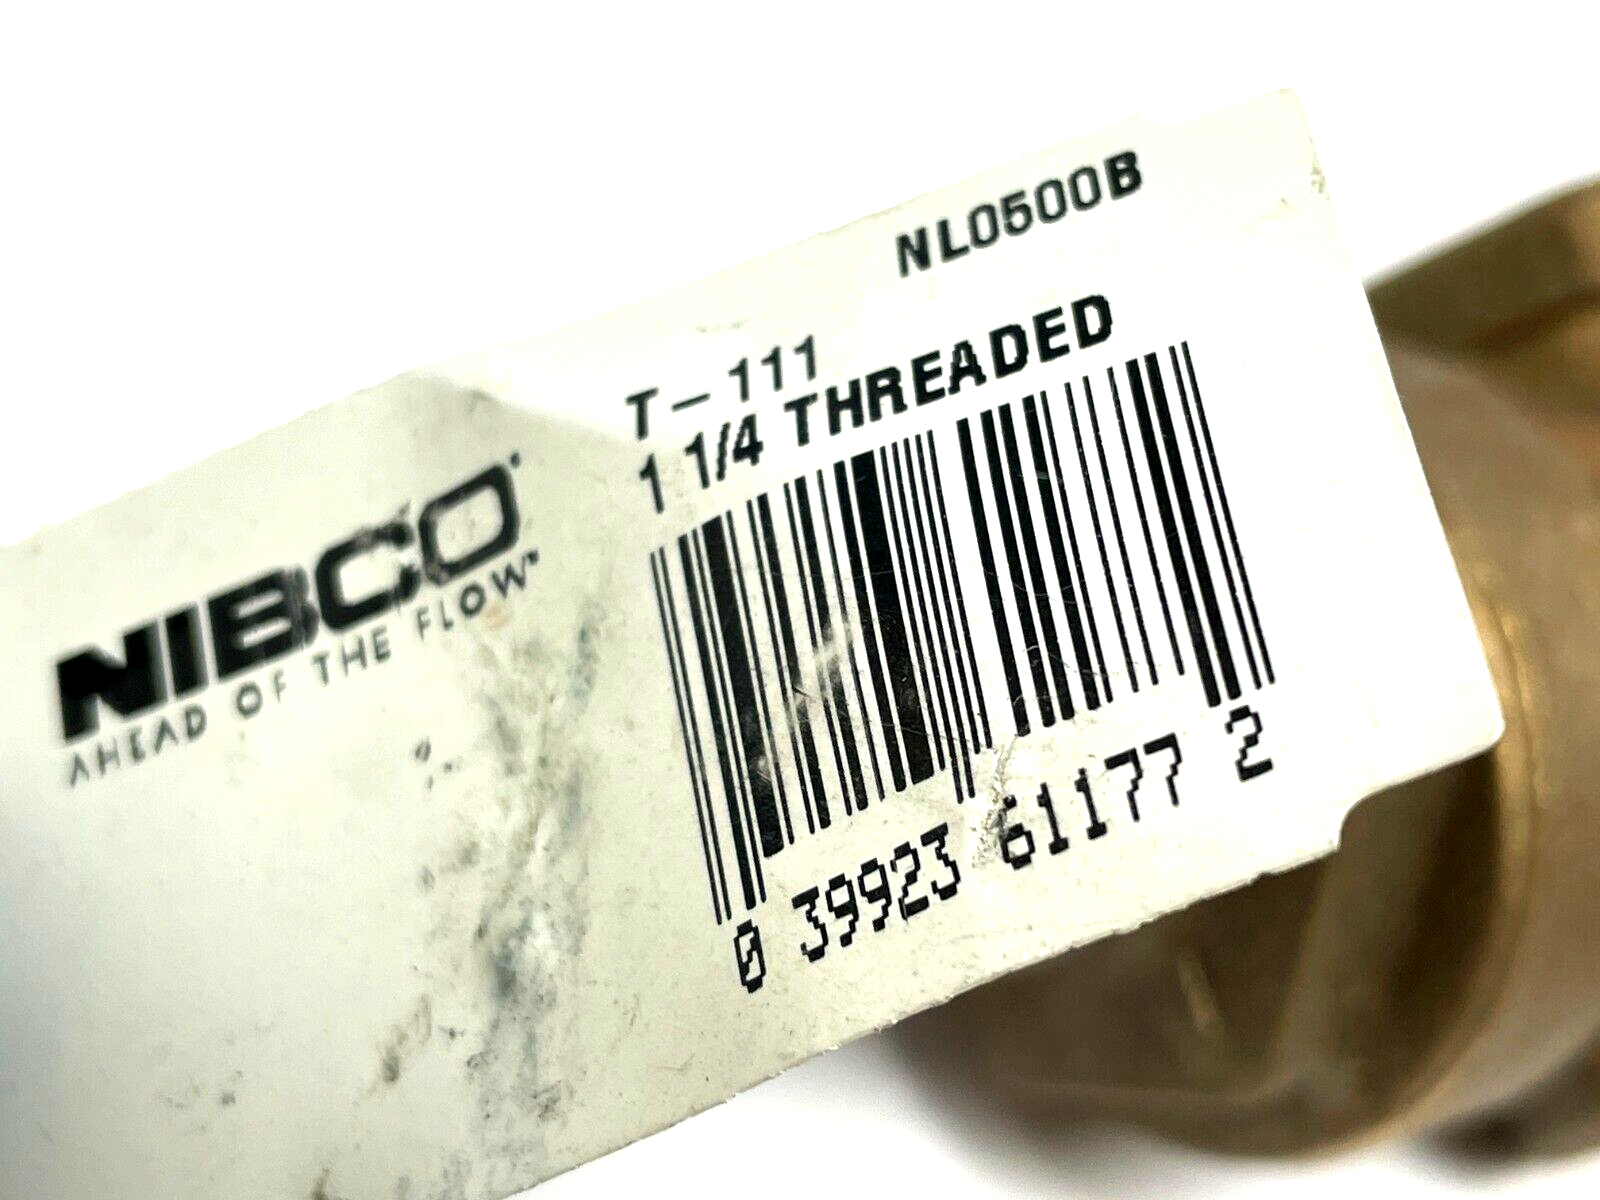 NL0500B
T-111
1 1/4 THREADED
NIBCO
AHEAD OF THE FLOW
0 39923 61177 2